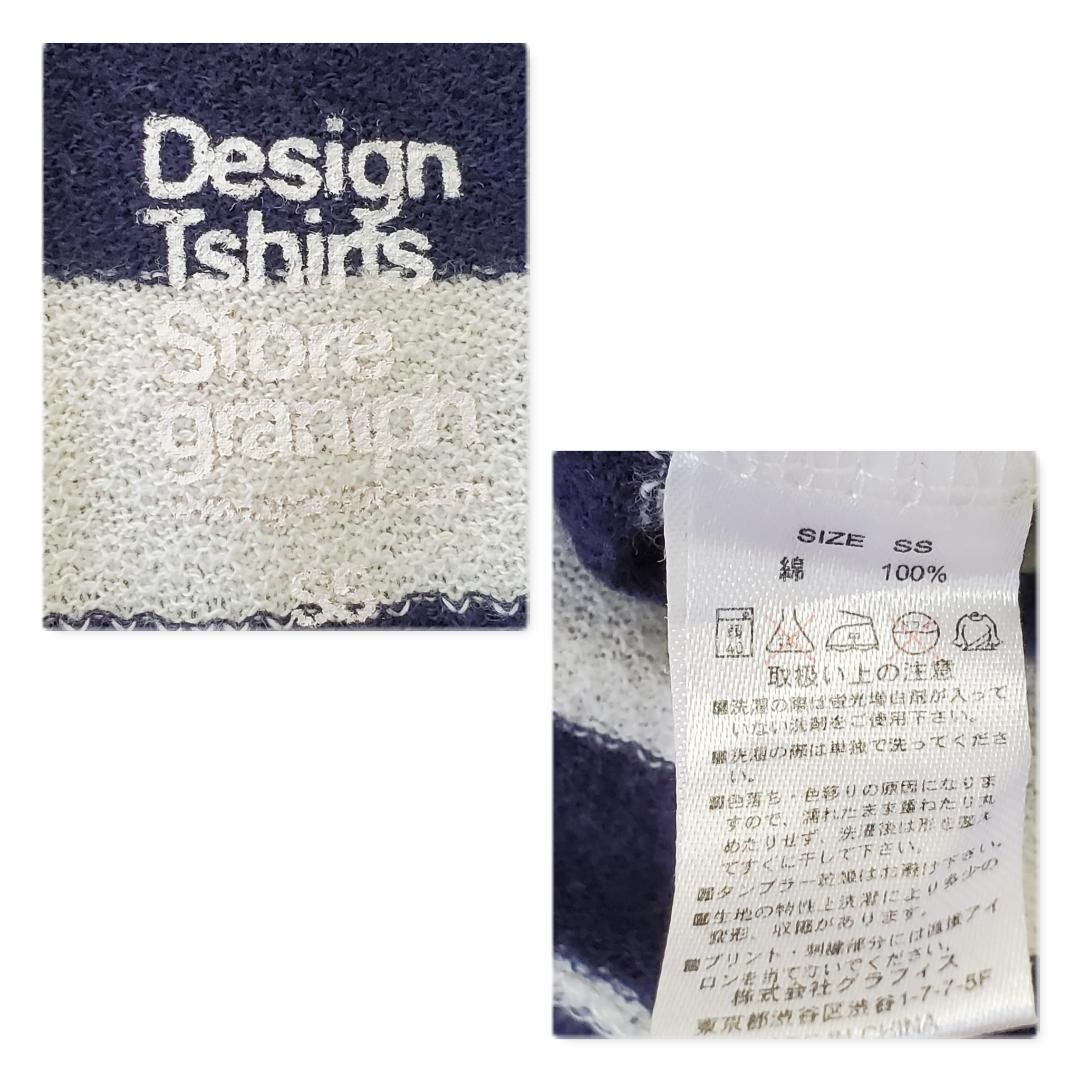 Design
Tshirts
Store
graniph
SS
SIZE SS
綿 100%
40
取扱い上の注意
洗濯の際は蛍光増白剤が入って
いない洗剤をご使用下さい。
洗濯の際は単独で洗ってくださ
い。
色落ち・色移りの原因になりま
すので、濡れたまま重ねたり丸
めたりせず、洗濯後は形を整え
てすぐに干して下さい。
タンブラー乾燥はお避け下さい。
生地の特性上洗濯により多少の
変形、収縮があります。
プリント・刺繍部分には直接アイ
ロンを当てないでください。
株式会社グラフィス
東京都渋谷区渋谷1-7-7-5F
IN CHINA